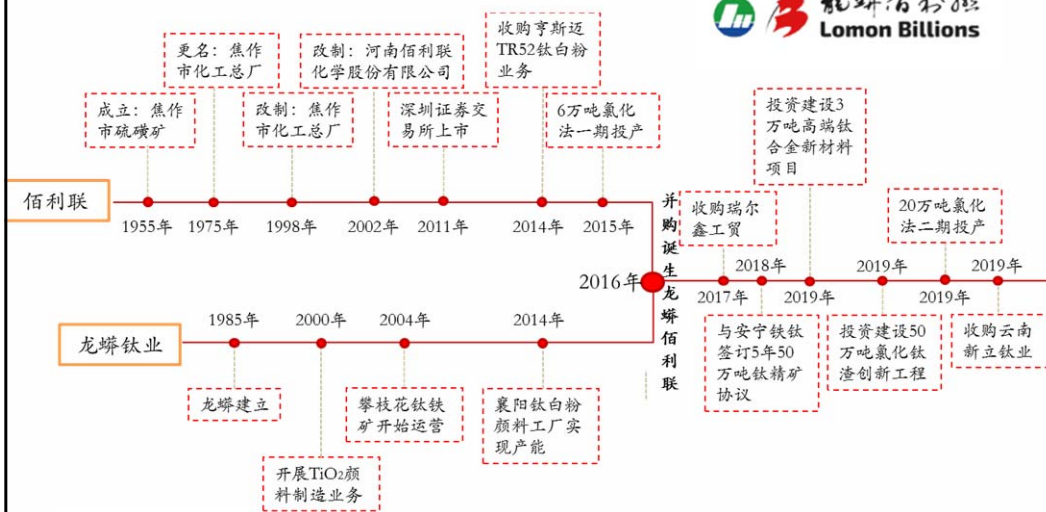 龙蟒佰利联
Lomon Billions
更名：焦作
市化工总厂
改制：河南佰利联
化学股份有限公司
收购亨斯迈
TR52钛白粉
业务
成立：焦作
市硫磺矿
改制：焦作
市化工总厂
深圳证券交
易所上市
6万吨氯化
法一期投产
佰利联
1955年
1975年
1998年
2002年
2011年
2014年
2015年
2016年
并购诞生龙蟒佰利联
龙蟒钛业
1985年
2000年
2004年
2014年
龙蟒建立
开展TiO₂颜
料制造业务
攀枝花钛铁
矿开始运营
襄阳钛白粉
颜料工厂实
现产能
收购瑞尔
鑫工贸
投资建设3
万吨高端钛
合金新材料
项目
20万吨氯化
法二期投产
2017年
2018年
2019年
2019年
2019年
2019年
与安宁铁钛
签订5年50
万吨钛精矿
协议
投资建设50
万吨氯化钛
渣创新工程
收购云南
新立钛业